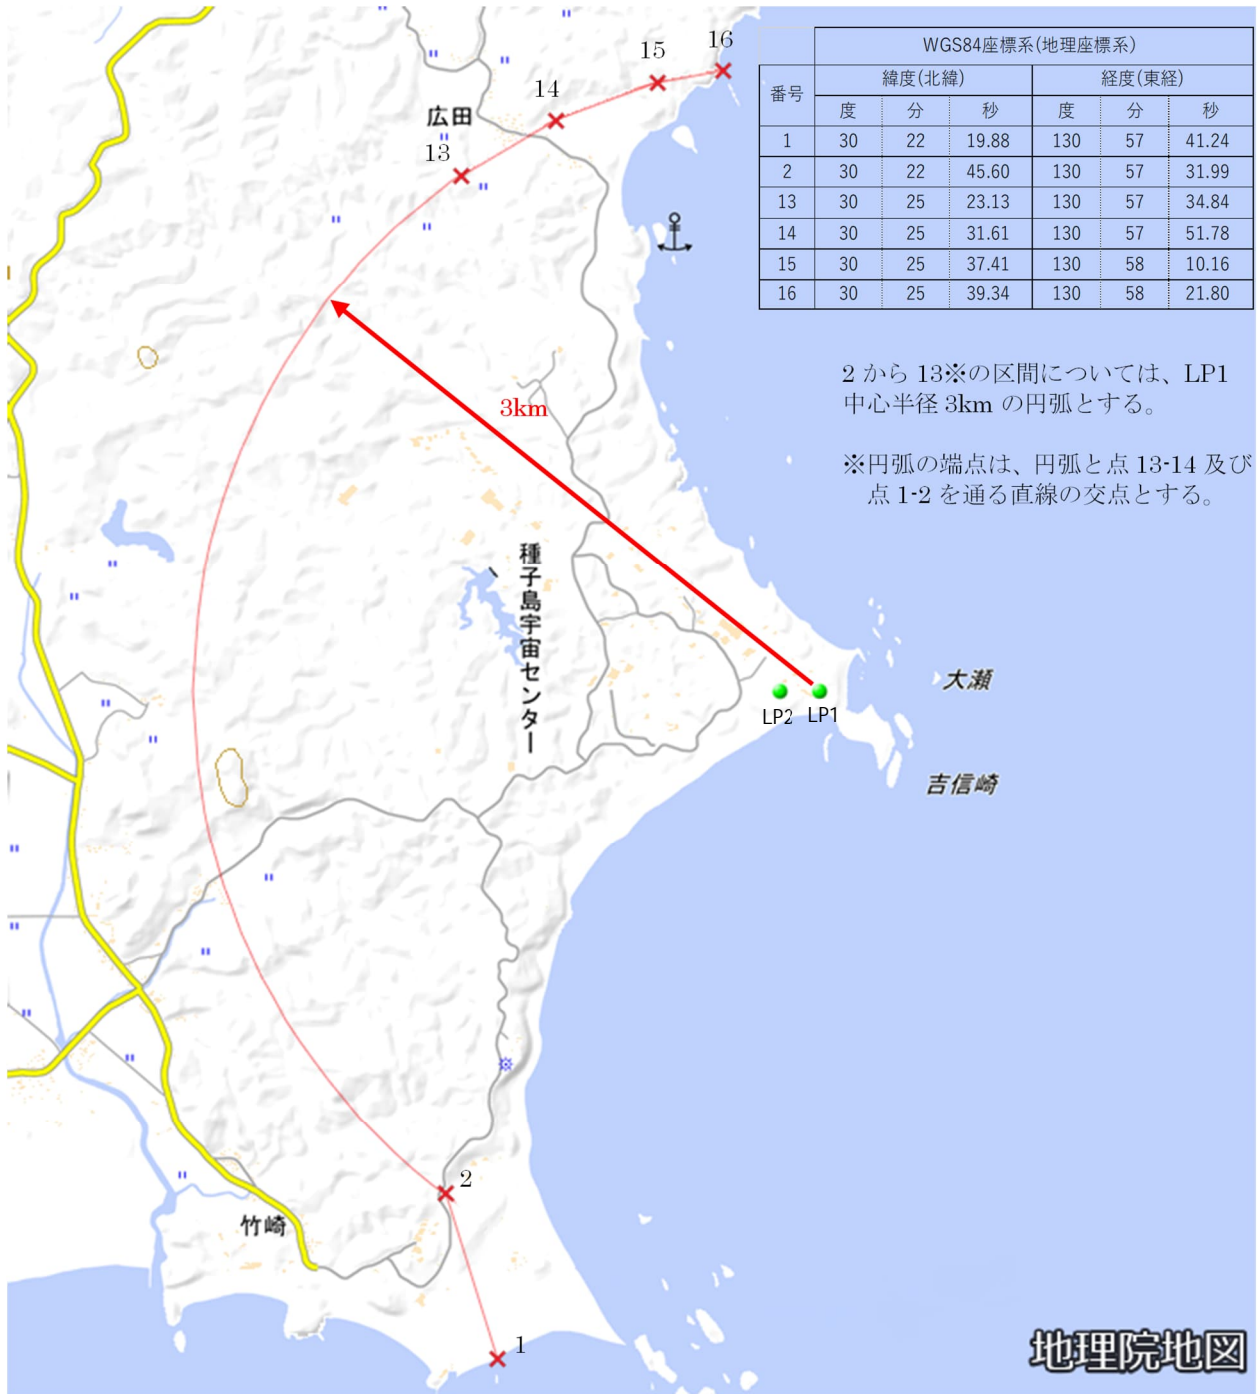 WGS84座標系(地理座標系)
番号 緯度(北緯) 経度(東経)
度 分 秒 度 分 秒
1 30 22 19.88 130 57 41.24
2 30 22 45.60 130 57 31.99
13 30 25 23.13 130 57 34.84
14 30 25 31.61 130 57 51.78
15 30 25 37.41 130 58 10.16
16 30 25 39.34 130 58 21.80
2 から 13※の区間については、LP1
中心半径 3km の円弧とする。
※円弧の端点は、円弧と点 13-14 及び
点 1-2 を通る直線の交点とする。
16
15
14
広田
13
3km
種子島宇宙センター
大瀬
LP2 LP1
吉信崎
2
竹崎
1
地理院地図